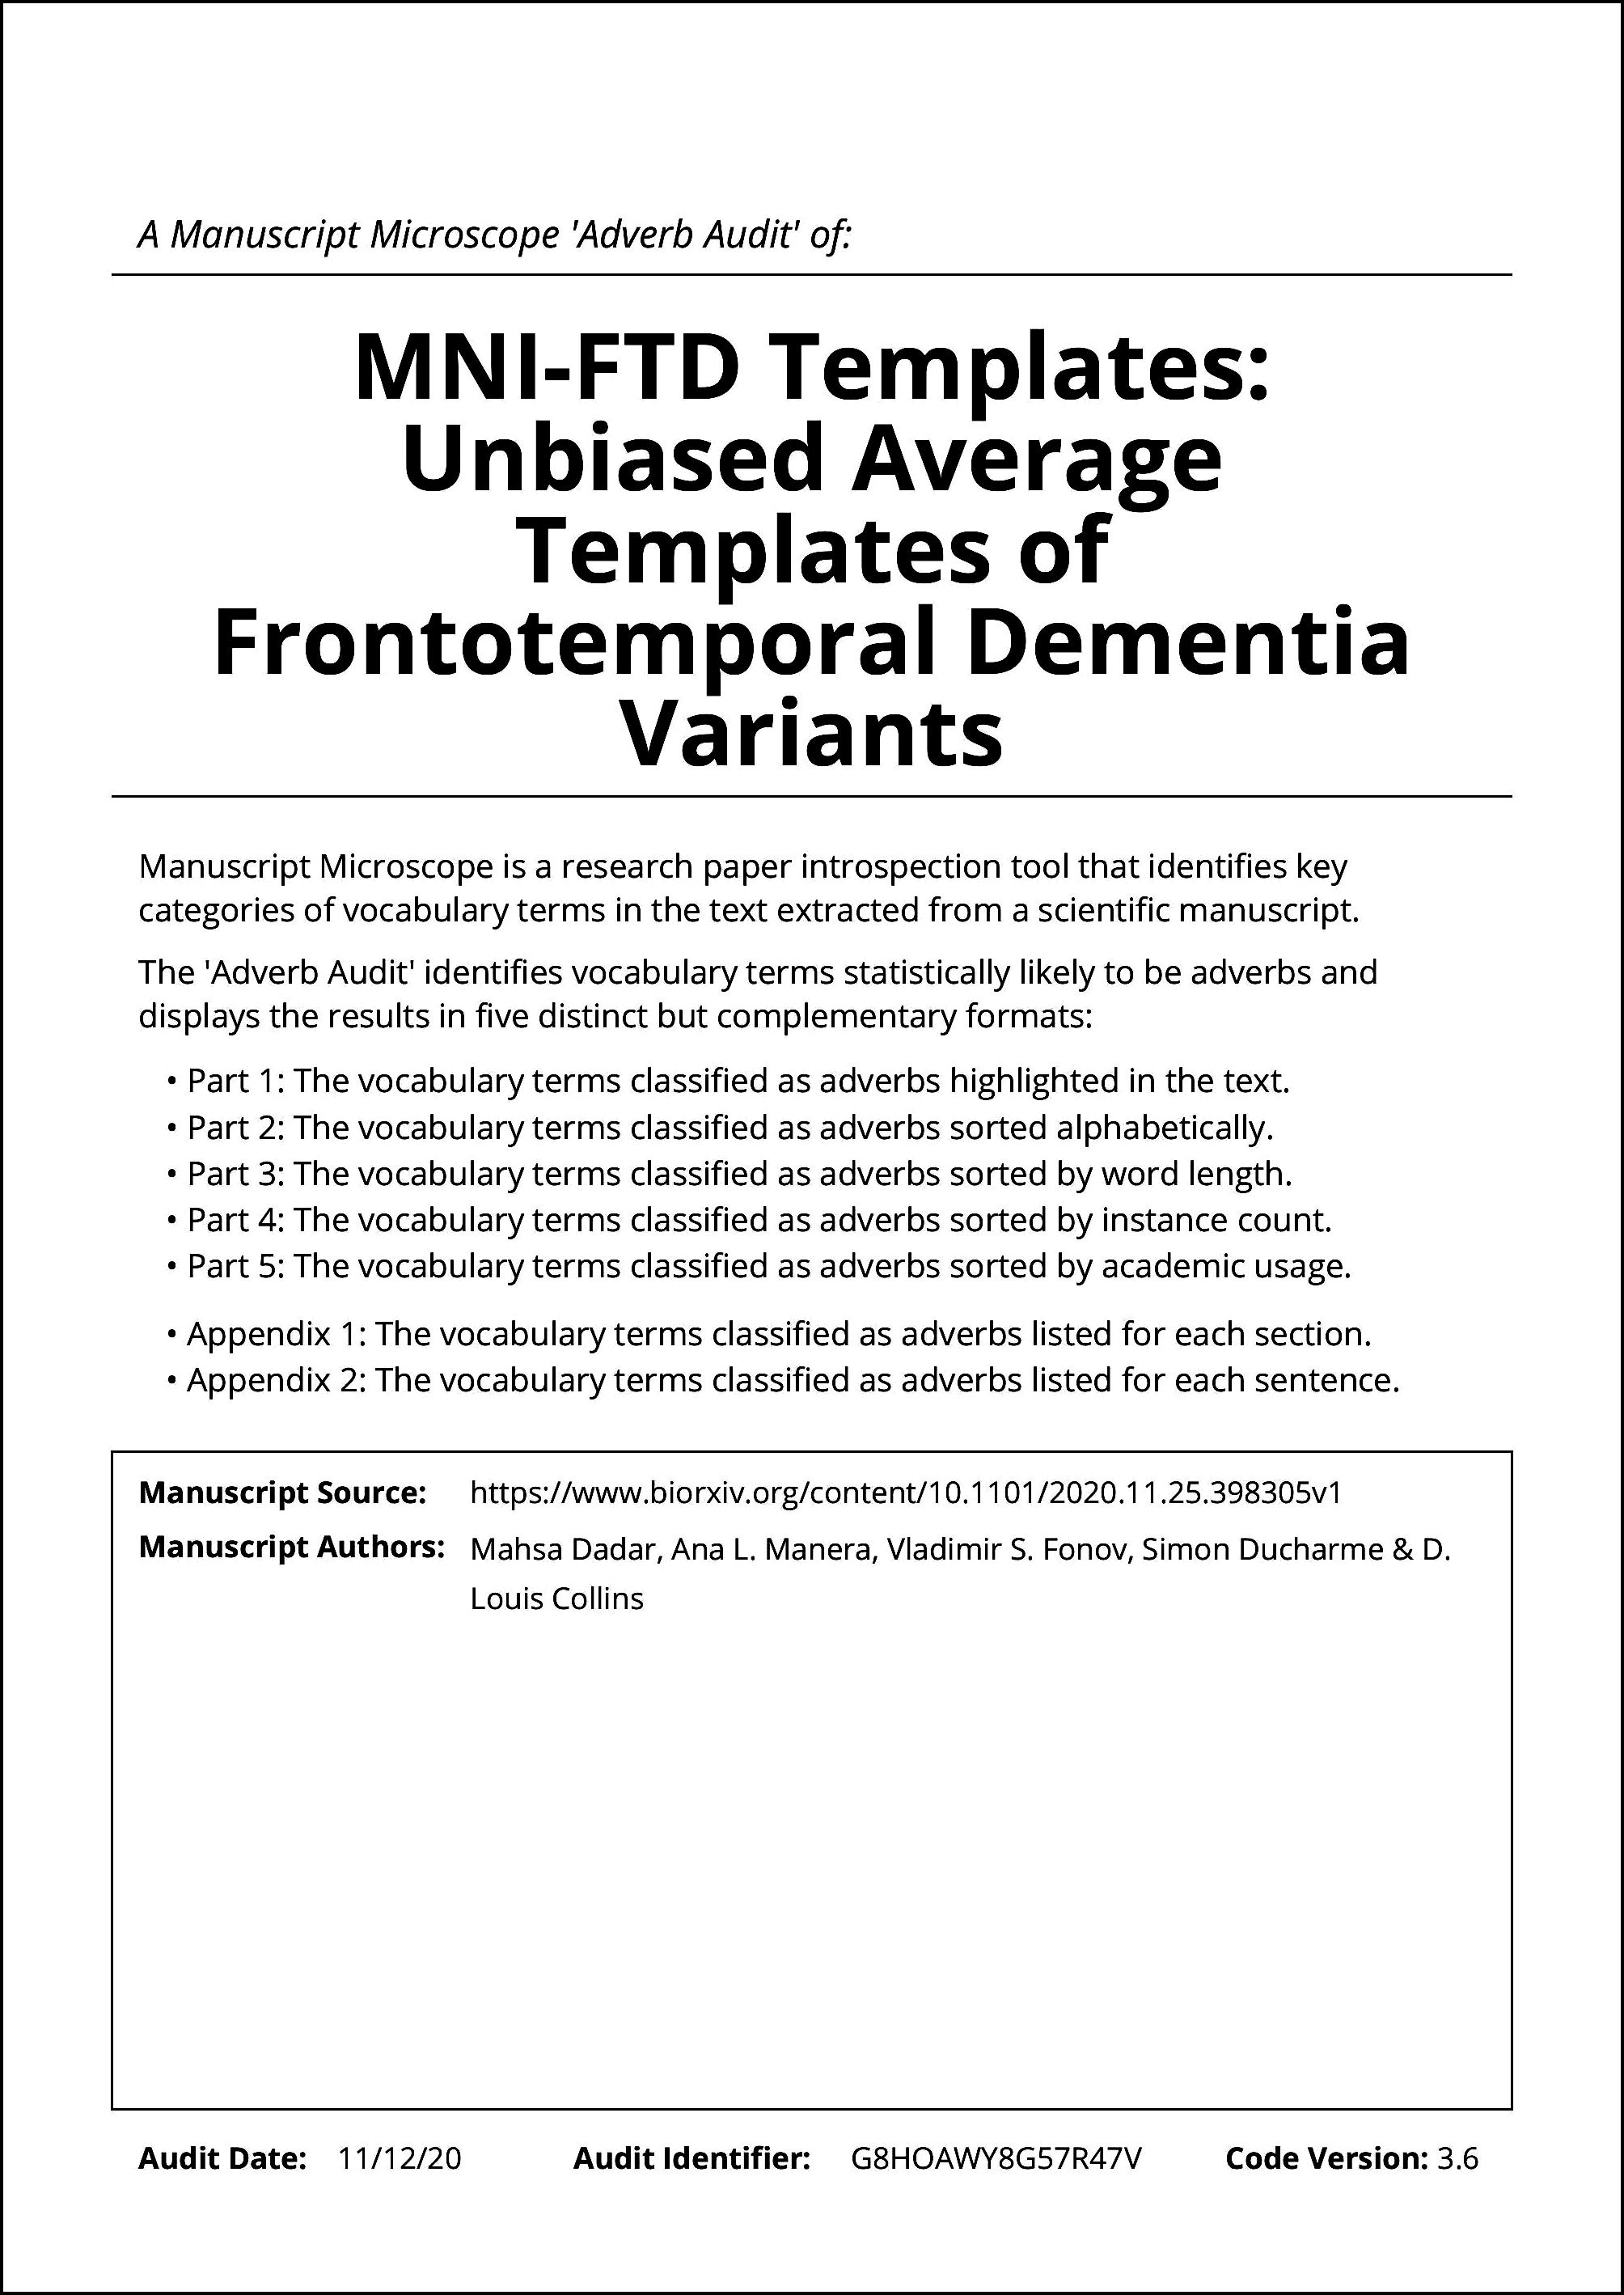 A Manuscript Microscope 'Adverb Audit' of:
MNI-FTD Templates:
Unbiased Average
Templates of
Frontotemporal Dementia
Variants
Manuscript Microscope is a research paper introspection tool that identifies key
categories of vocabulary terms in the text extracted from a scientific manuscript.
The 'Adverb Audit' identifies vocabulary terms statistically likely to be adverbs and
displays the results in five distinct but complementary formats:
• Part 1: The vocabulary terms classified as adverbs highlighted in the text.
• Part 2: The vocabulary terms classified as adverbs sorted alphabetically.
• Part 3: The vocabulary terms classified as adverbs sorted by word length.
• Part 4: The vocabulary terms classified as adverbs sorted by instance count.
• Part 5: The vocabulary terms classified as adverbs sorted by academic usage.
• Appendix 1: The vocabulary terms classified as adverbs listed for each section.
• Appendix 2: The vocabulary terms classified as adverbs listed for each sentence.
Manuscript Source: https://www.biorxiv.org/content/10.1101/2020.11.25.398305v1
Manuscript Authors: Mahsa Dadar, Ana L. Manera, Vladimir S. Fonov, Simon Ducharme & D.
Louis Collins
Audit Date: 11/12/20 Audit Identifier: G8HOAWY8G57R47V Code Version: 3.6